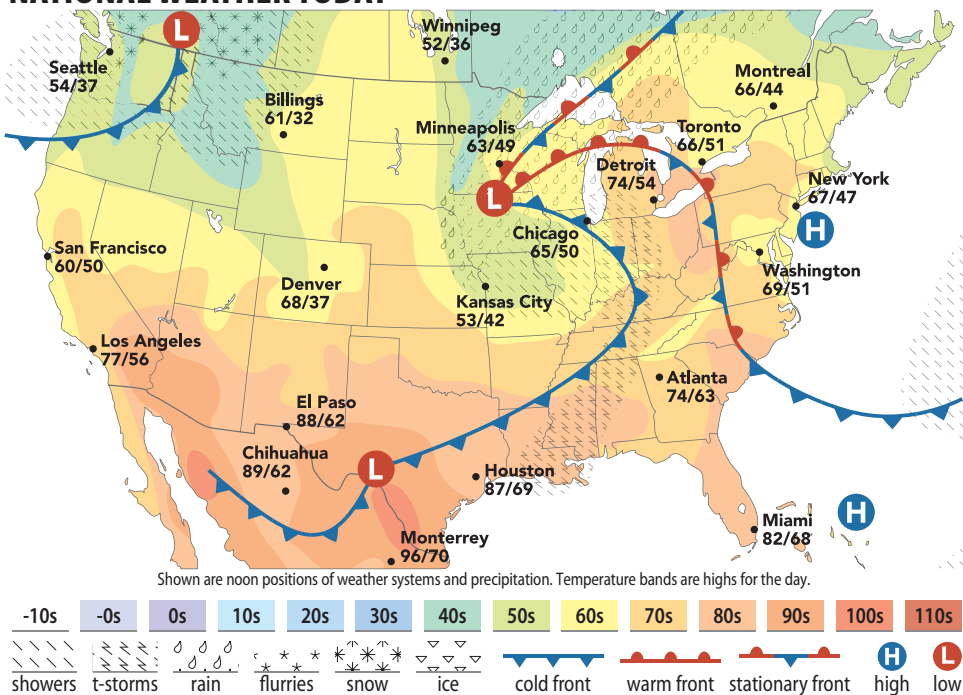 NATIONAL WEATHER TODAY
L
Winnipeg
52/36
Seattle
54/37
Billings
61/32
Montreal
66/44
Minneapolis
63/49
Toronto
66/51
Detroit
74/54
New York
67/47
L
H
Chicago
65/50
San Francisco
60/50
Denver
68/37
Kansas City
53/42
Washington
69/51
Los Angeles
77/56
Atlanta
74/63
El Paso
88/62
Chihuahua
89/62
L
Houston
87/69
Miami
82/68
H
Monterrey
96/70
Shown are noon positions of weather systems and precipitation. Temperature bands are highs for the day.
-10s -0s 0s 10s 20s 30s 40s 50s 60s 70s 80s 90s 100s 110s
H L
showers t-storms rain flurries snow ice cold front warm front stationary front high low